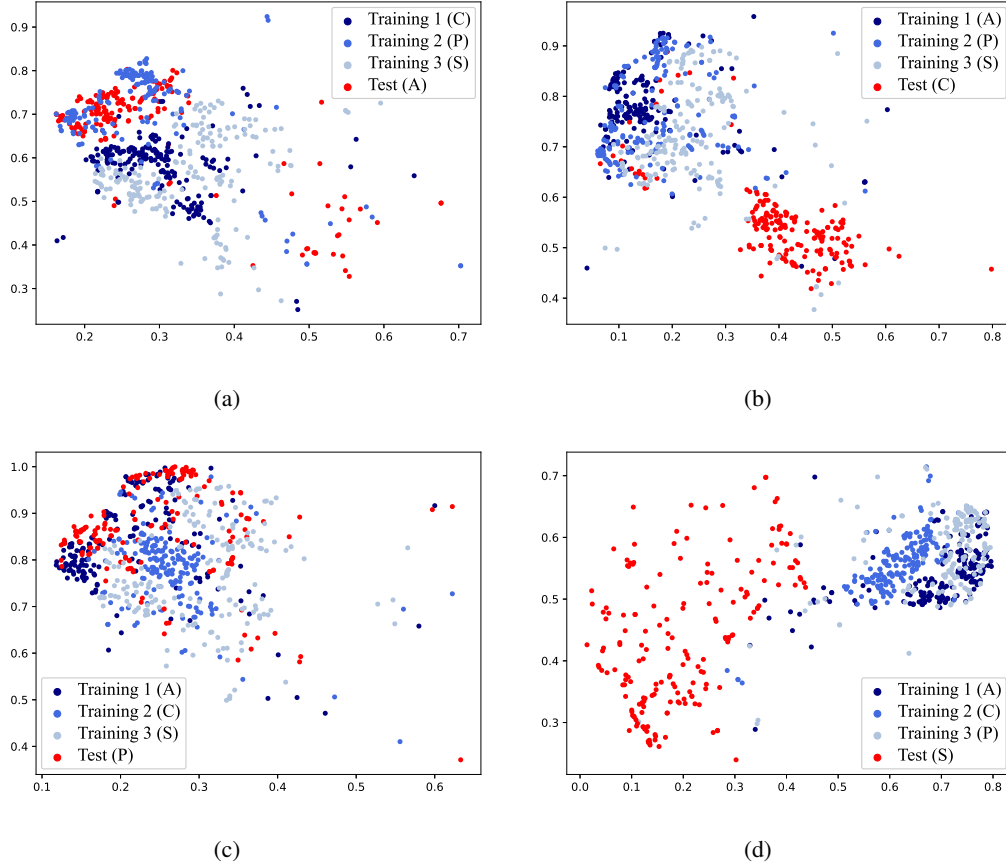 0.9
0.8
0.7
0.6
0.5
0.4
0.3
0.2 0.3 0.4 0.5 0.6 0.7
Training 1 (C)
Training 2 (P)
Training 3 (S)
Test (A)
(a)
0.9
0.8
0.7
0.6
0.5
0.4
0.1 0.2 0.3 0.4 0.5 0.6 0.7 0.8
Training 1 (A)
Training 2 (P)
Training 3 (S)
Test (C)
(b)
1.0
0.9
0.8
0.7
0.6
0.5
0.4
0.1 0.2 0.3 0.4 0.5 0.6
Training 1 (A)
Training 2 (C)
Training 3 (S)
Test (P)
(c)
0.7
0.6
0.5
0.4
0.3
0.0 0.1 0.2 0.3 0.4 0.5 0.6 0.7 0.8
Training 1 (A)
Training 2 (C)
Training 3 (P)
Test (S)
(d)